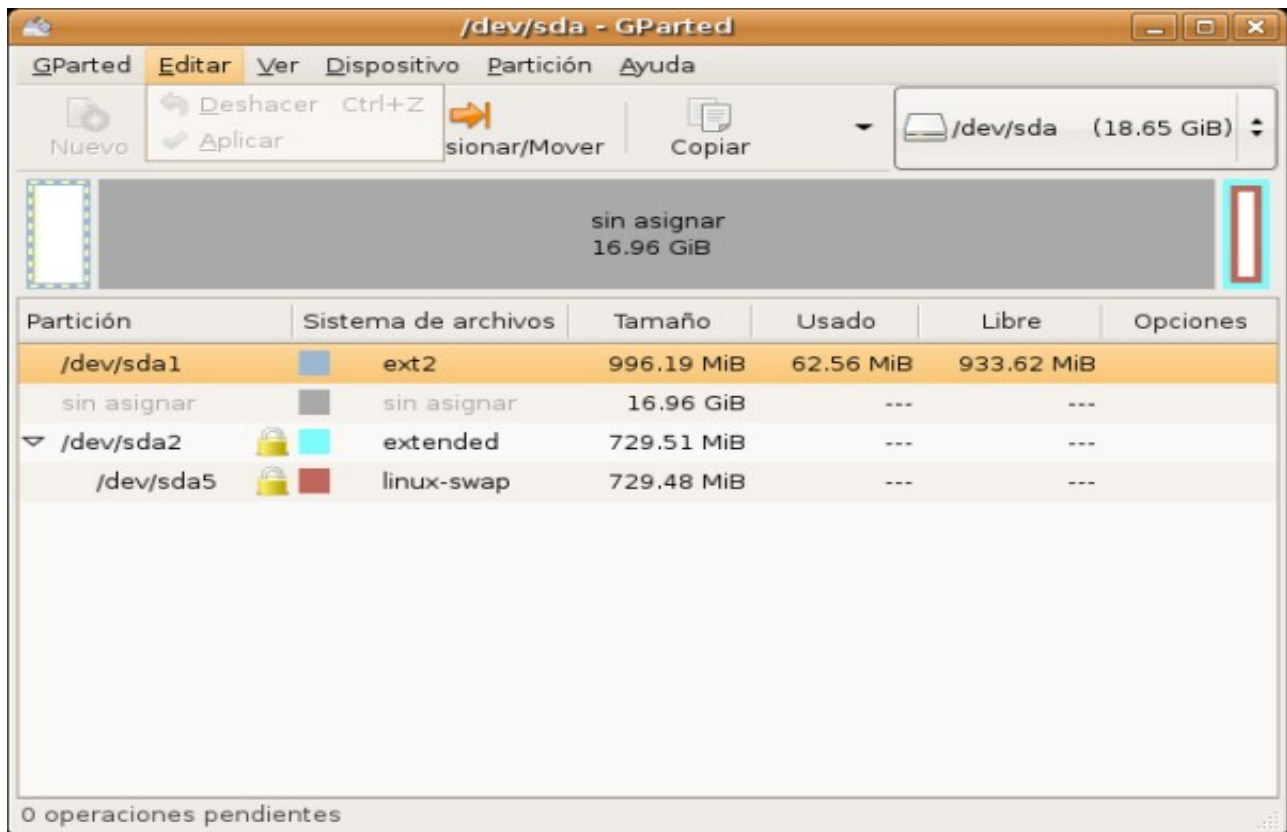 /dev/sda - GParted
GParted Editar Ver Dispositivo Partición Ayuda
Deshacer Ctrl+Z
Aplicar
Nuevo sionar/Mover Copiar /dev/sda (18.65 GiB)
sin asignar
16.96 GiB
Partición Sistema de archivos Tamaño Usado Libre Opciones
/dev/sda1 ext2 996.19 MiB 62.56 MiB 933.62 MiB
sin asignar sin asignar 16.96 GiB --- ---
/dev/sda2 extended 729.51 MiB --- ---
/dev/sda5 linux-swap 729.48 MiB --- ---
0 operaciones pendientes